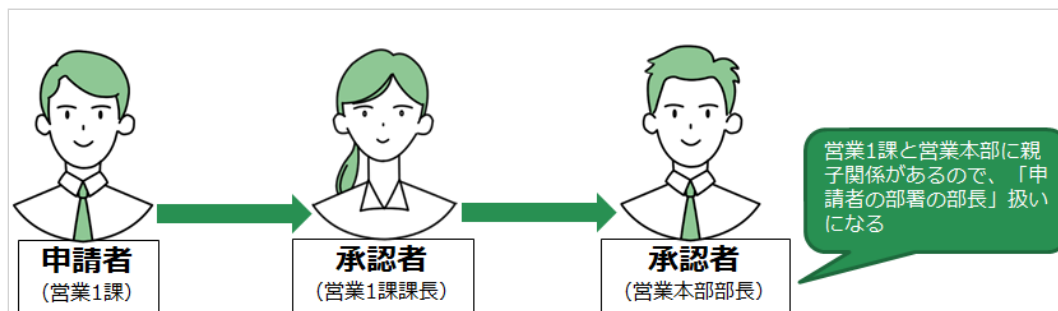 営業1課と営業本部に親
子関係があるので、「申
請者の部署の部長」扱い
になる
申請者
(営業1課)
承認者
(営業1課課長)
承認者
(営業本部部長)